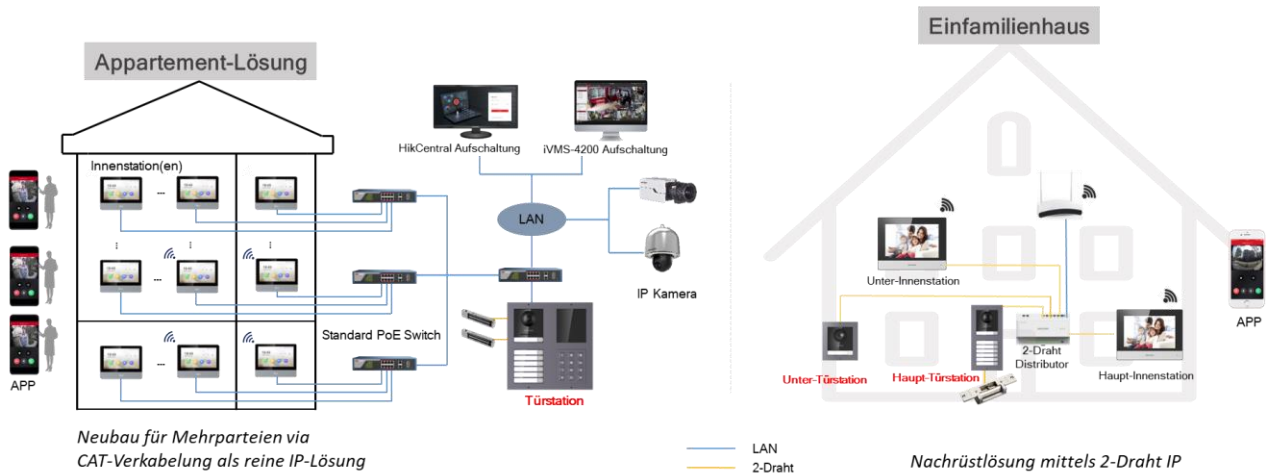 Appartement-Lösung
Innenstation(en)
APP
HikCentral Aufschaltung
iVMS-4200 Aufschaltung
LAN
IP Kamera
Standard PoE Switch
Türstation
Neubau für Mehrparteien via
CAT-Verkabelung als reine IP-Lösung
LAN
2-Draht
Einfamilienhaus
Unter-Innenstation
APP
2-Draht
Distributor
Unter-Türstation
Haupt-Türstation
Haupt-Innenstation
Nachrüstlösung mittels 2-Draht IP